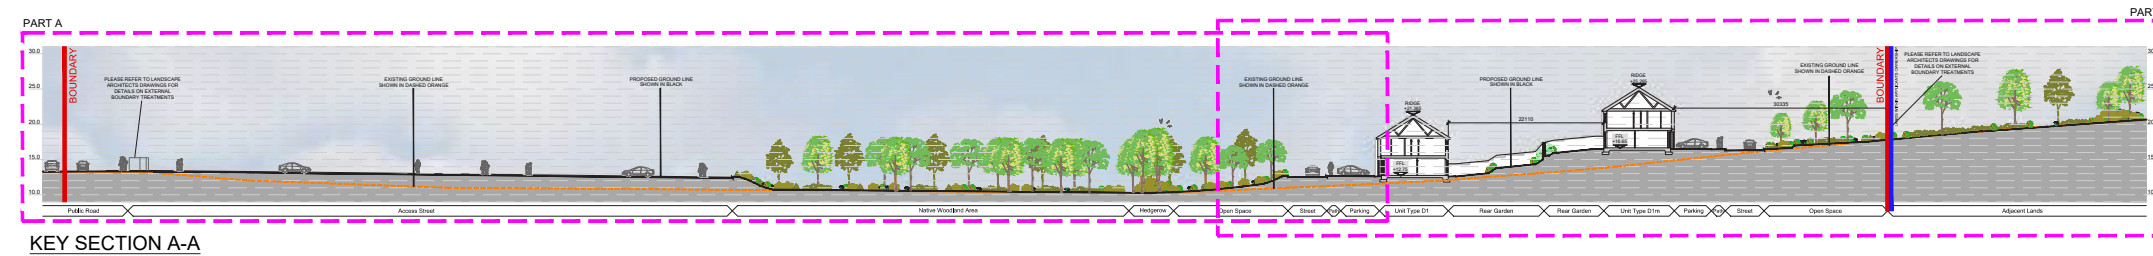 PART A
PAR
30.0
25.0
20.0
15.0
10.0
BOUNDARY
PLEASE REFER TO LANDSCAPE
ARCHITECTS DRAWINGS FOR
DETAILS ON EXTERNAL
BOUNDARY TREATMENTS
EXISTING GROUND LINE
SHOWN IN DASHED ORANGE
PROPOSED GROUND LINE
SHOWN IN BLACK
EXISTING GROUND LINE
SHOWN IN DASHED ORANGE
RIDGE
FFL
22110
PROPOSED GROUND LINE
SHOWN IN BLACK
RIDGE
FFL
30335
EXISTING GROUND LINE
SHOWN IN DASHED ORANGE
BOUNDARY
PLEASE REFER TO LANDSCAPE
ARCHITECTS DRAWINGS FOR
DETAILS ON EXTERNAL
BOUNDARY TREATMENTS
Public Road
Access Street
Native Woodland Area
Hedgerow
Open Space
Street
Path
Parking
Unit Type D1
Rear Garden
Rear Garden
Unit Type D1m
Parking
Path
Street
Open Space
Adjacent Lands
KEY SECTION A-A